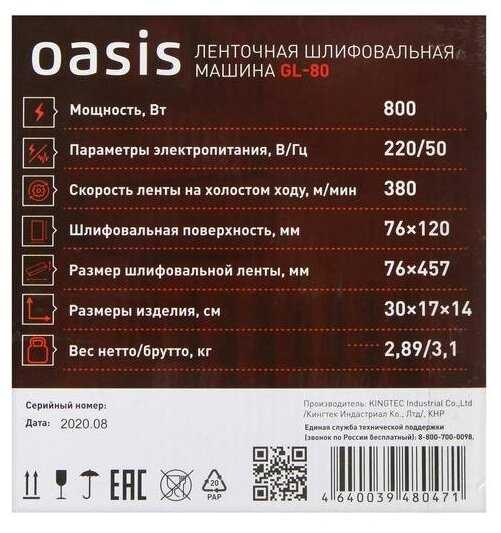 oasis
ЛЕНТОЧНАЯ ШЛИФОВАЛЬНАЯ
МАШИНА GL-80
Мощность, Вт 800
Параметры электропитания, В/Гц 220/50
Скорость ленты на холостом ходу, м/мин 380
Шлифовальная поверхность, мм 76×120
Размер шлифовальной ленты, мм 76×457
Размеры изделия, см 30×17×14
Вес нетто/брутто, кг 2,89/3,1
Серийный номер:
Дата: 2020.08
Производитель: KINGTEC Industrial Co.,Ltd
/Кингтек Индастриал Ко., Лтд/, КНР
Единая служба технической поддержки
(звонок по России бесплатный): 8-800-700-0098.
EAC
20
PAP
4 640039 480471